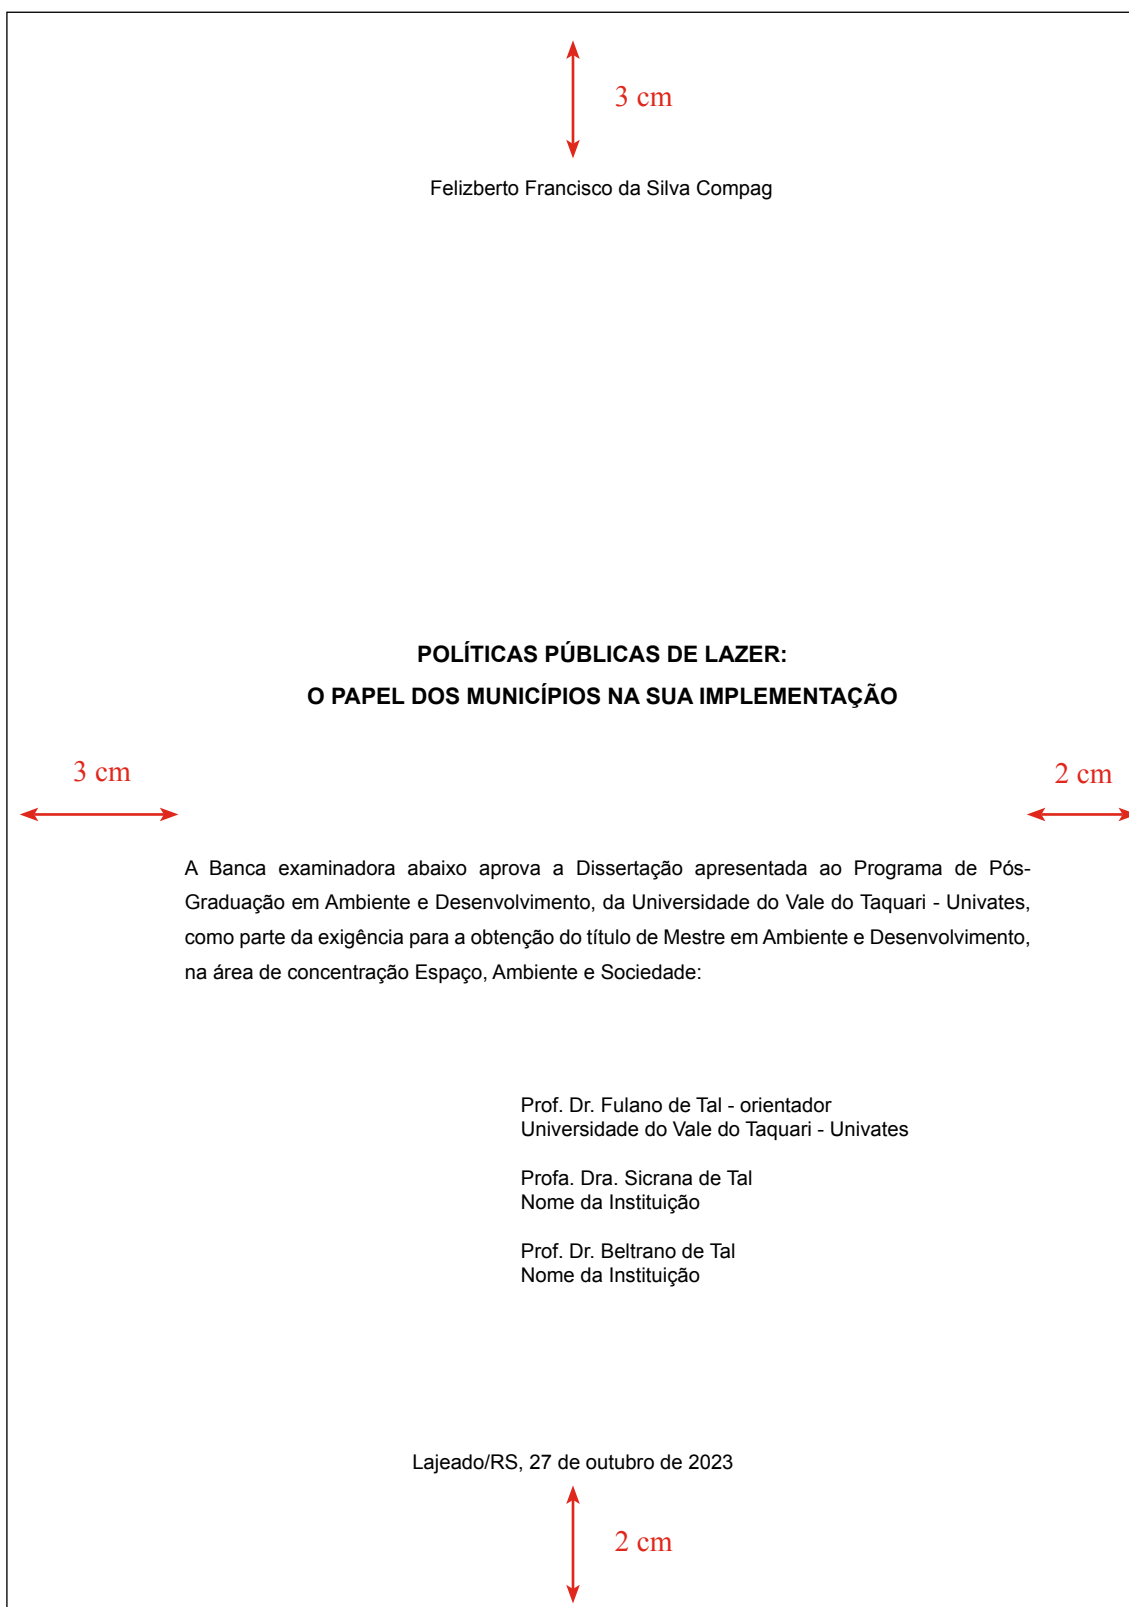 3 cm
Felizberto Francisco da Silva Compag
POLÍTICAS PÚBLICAS DE LAZER:
O PAPEL DOS MUNICÍPIOS NA SUA IMPLEMENTAÇÃO
3 cm
2 cm
A Banca examinadora abaixo aprova a Dissertação apresentada ao Programa de Pós-
Graduação em Ambiente e Desenvolvimento, da Universidade do Vale do Taquari - Univates,
como parte da exigência para a obtenção do título de Mestre em Ambiente e Desenvolvimento,
na área de concentração Espaço, Ambiente e Sociedade:
Prof. Dr. Fulano de Tal - orientador
Universidade do Vale do Taquari - Univates
Profa. Dra. Sicrana de Tal
Nome da Instituição
Prof. Dr. Beltrano de Tal
Nome da Instituição
Lajeado/RS, 27 de outubro de 2023
2 cm